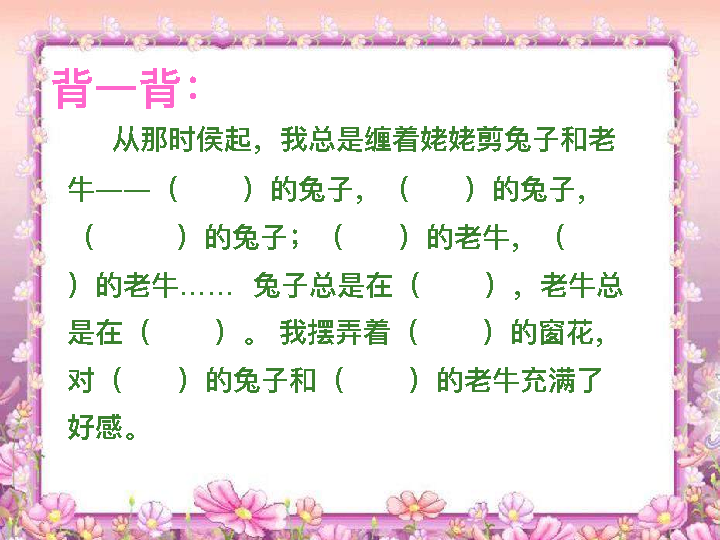 背一背：
从那时侯起，我总是缠着姥姥剪兔子和老
牛——（　　）的兔子，（　　）的兔子，
（　　　）的兔子；（　　）的老牛，（
）的老牛……  兔子总是在（　　），老牛总
是在（　　）。 我摆弄着（　　）的窗花，
对（　　）的兔子和（　　）的老牛充满了
好感。